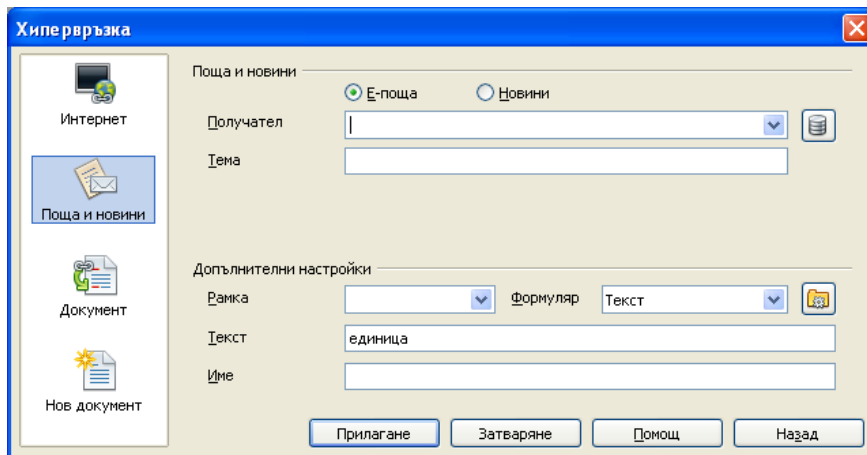 Хипервръзка
Интернет
Поща и новини
Документ
Нов документ
Поща и новини
Е-поща Новини
Получател
Тема
Допълнителни настройки
Рамка Формуляр Текст
Текст единица
Име
Прилагане Затваряне Помощ Назад